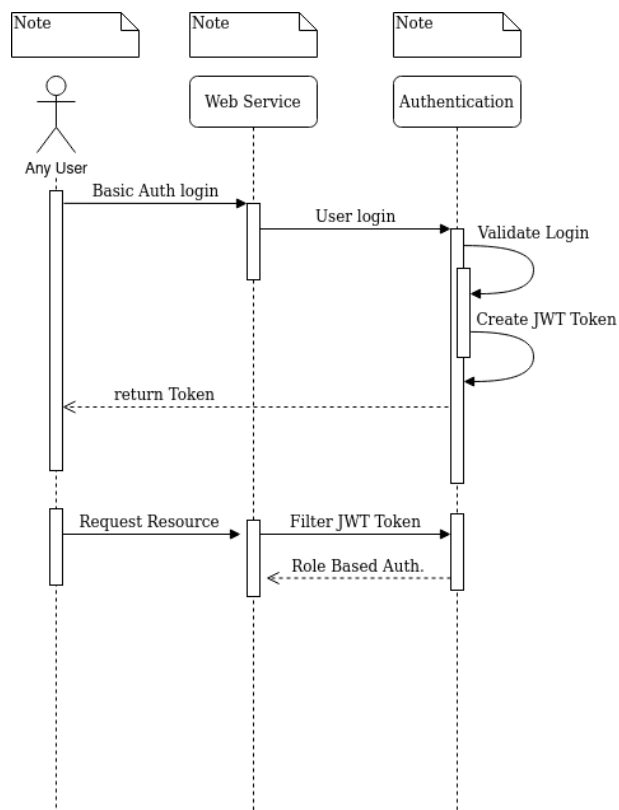 Note
Note
Note
Web Service
Authentication
Any User
Basic Auth login
User login
Validate Login
Create JWT Token
return Token
Request Resource
Filter JWT Token
Role Based Auth.